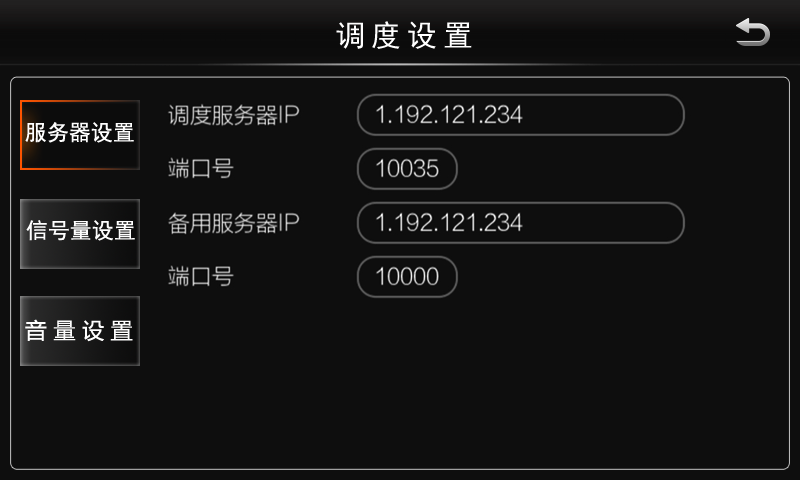 调度设置
服务器设置
信号量设置
音量设置
调度服务器IP 1.192.121.234
端口号 10035
备用服务器IP 1.192.121.234
端口号 10000